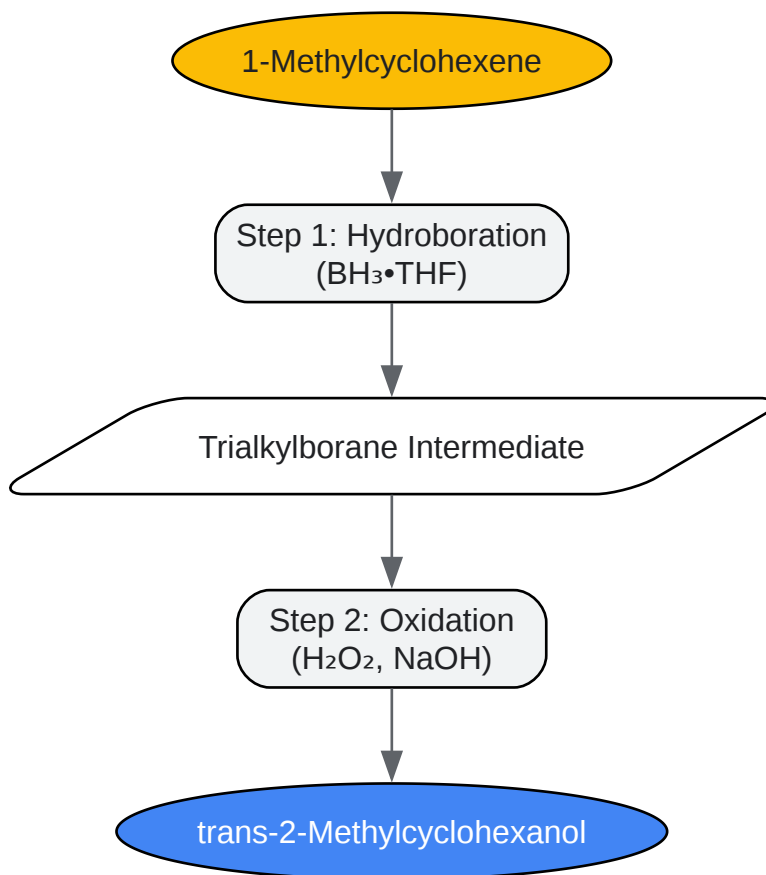 1-Methylcyclohexene
Step 1: Hydroboration
(BH₃•THF)
Trialkylborane Intermediate
Step 2: Oxidation
(H₂O₂, NaOH)
trans-2-Methylcyclohexanol